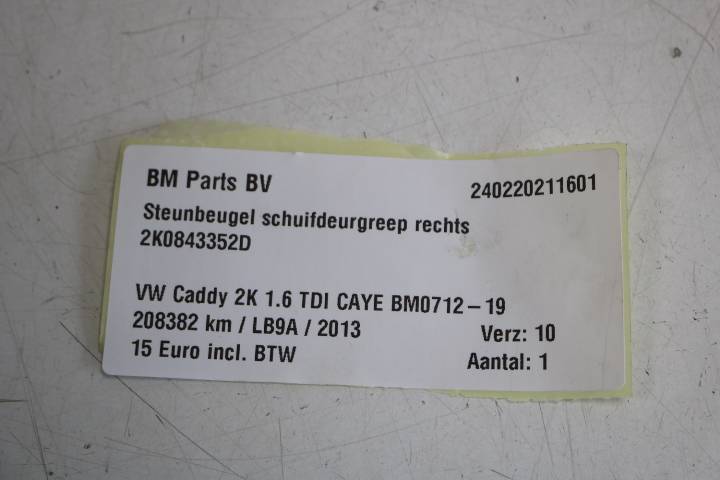 BM Parts BV 240220211601
Steunbeugel schuifdeurgreep rechts
2K0843352D
VW Caddy 2K 1.6 TDI CAYE BM0712-19
208382 km / LB9A / 2013 Verz: 10
15 Euro incl. BTW Aantal: 1